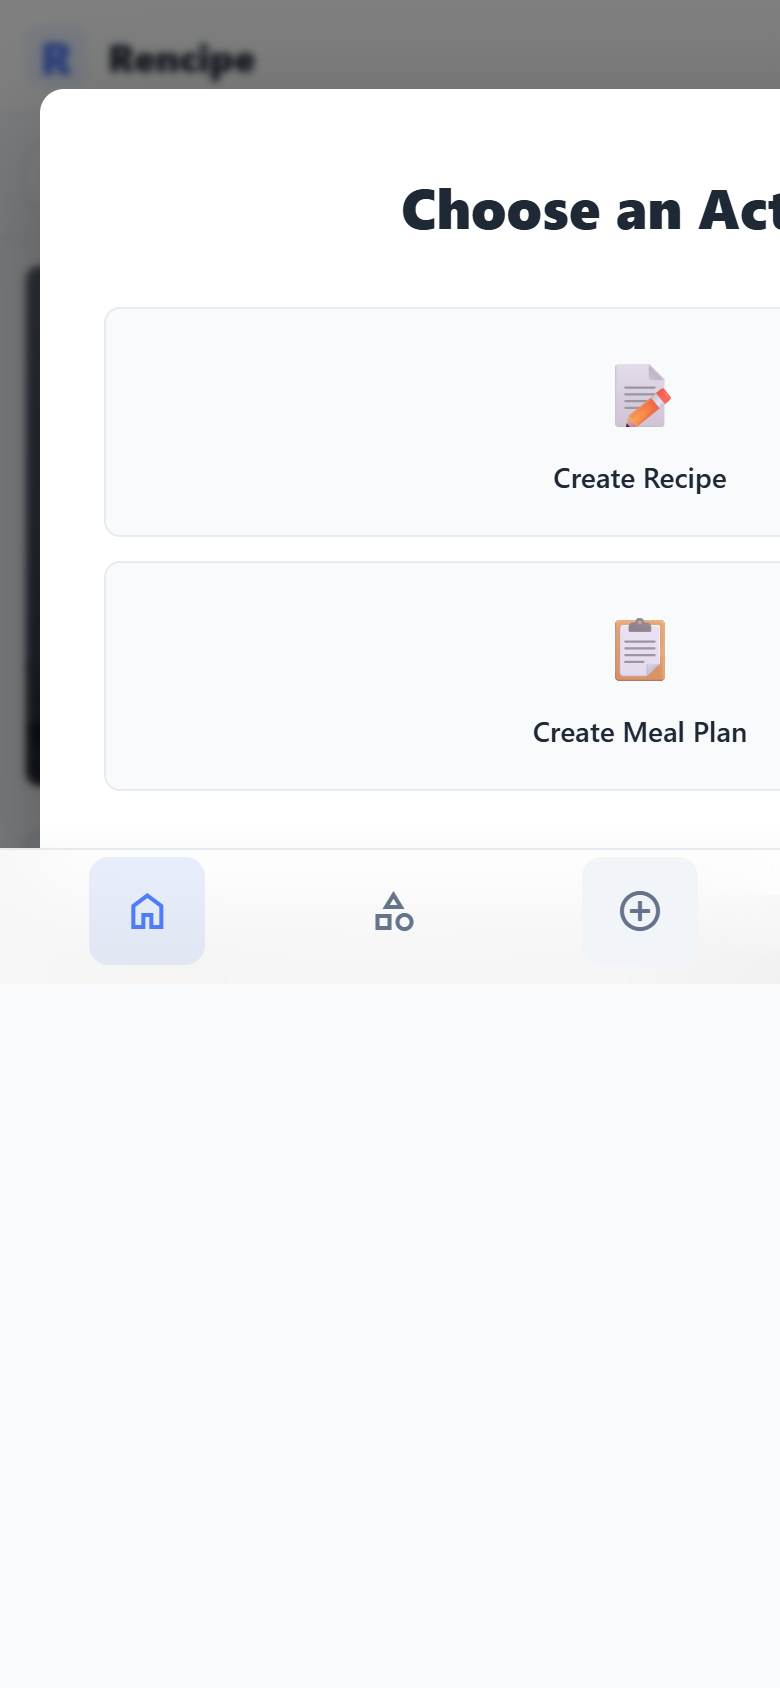 R Rencipe
Choose an Act
Create Recipe
Create Meal Plan